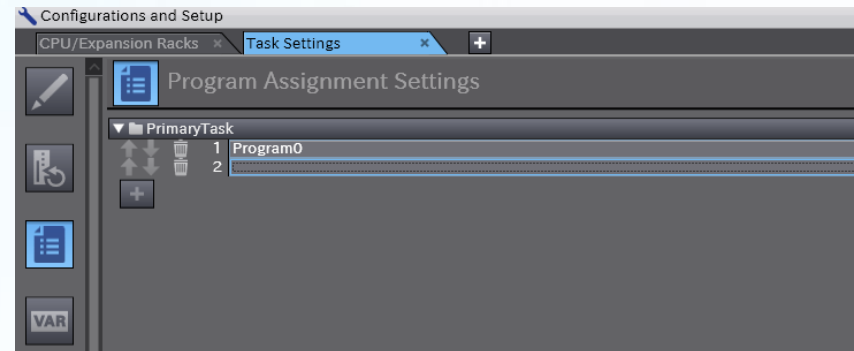 Configurations and Setup
CPU/Expansion Racks × Task Settings × +
Program Assignment Settings
▼ PrimaryTask
1 Program0
2
+
VAR